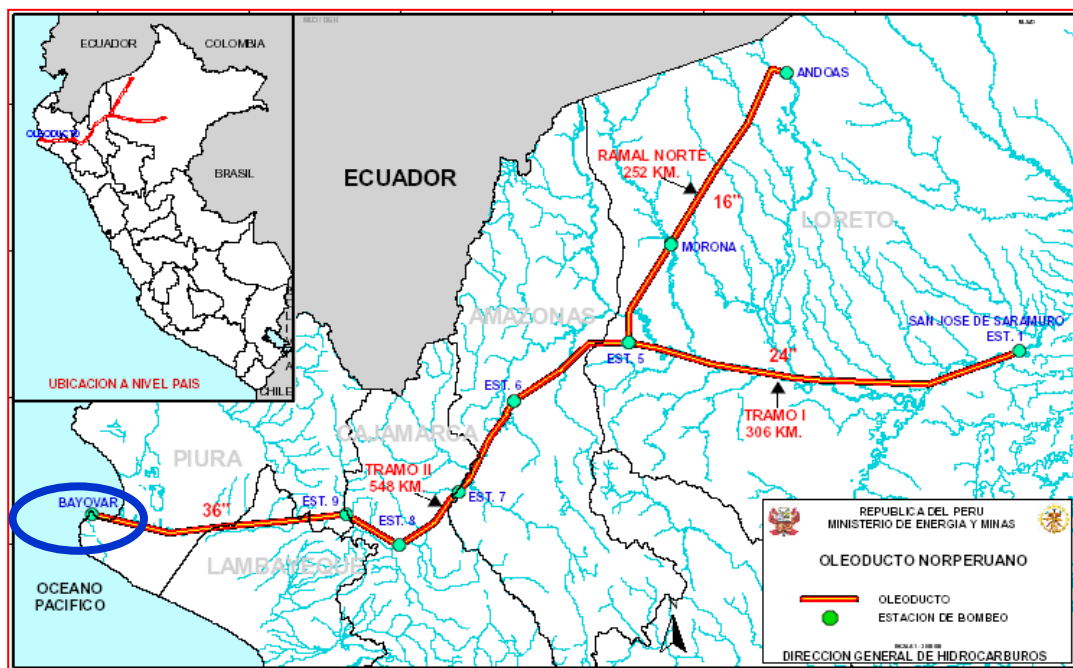 ECUADOR
COLOMBIA
OLEODUCTO
BRASIL
CHILE
UBICACION A NIVEL PAIS
ECUADOR
ANDOAS
RAMAL NORTE
252 KM.
16"
LORETO
MORONA
AMAZONAS
SAN JOSE DE SARAMURO
EST. 1
EST. 5
24"
TRAMO I
306 KM.
EST. 6
CAJAMARCA
PIURA
TRAMO II
548 KM.
EST. 7
BAYOVAR
36"
EST. 9
EST. 8
LAMBAYEQUE
OCEANO
PACIFICO
N
REPUBLICA DEL PERU
MINISTERIO DE ENERGIA Y MINAS
OLEODUCTO NORPERUANO
OLEODUCTO
ESTACION DE BOMBEO
DIRECCION GENERAL DE HIDROCARBUROS